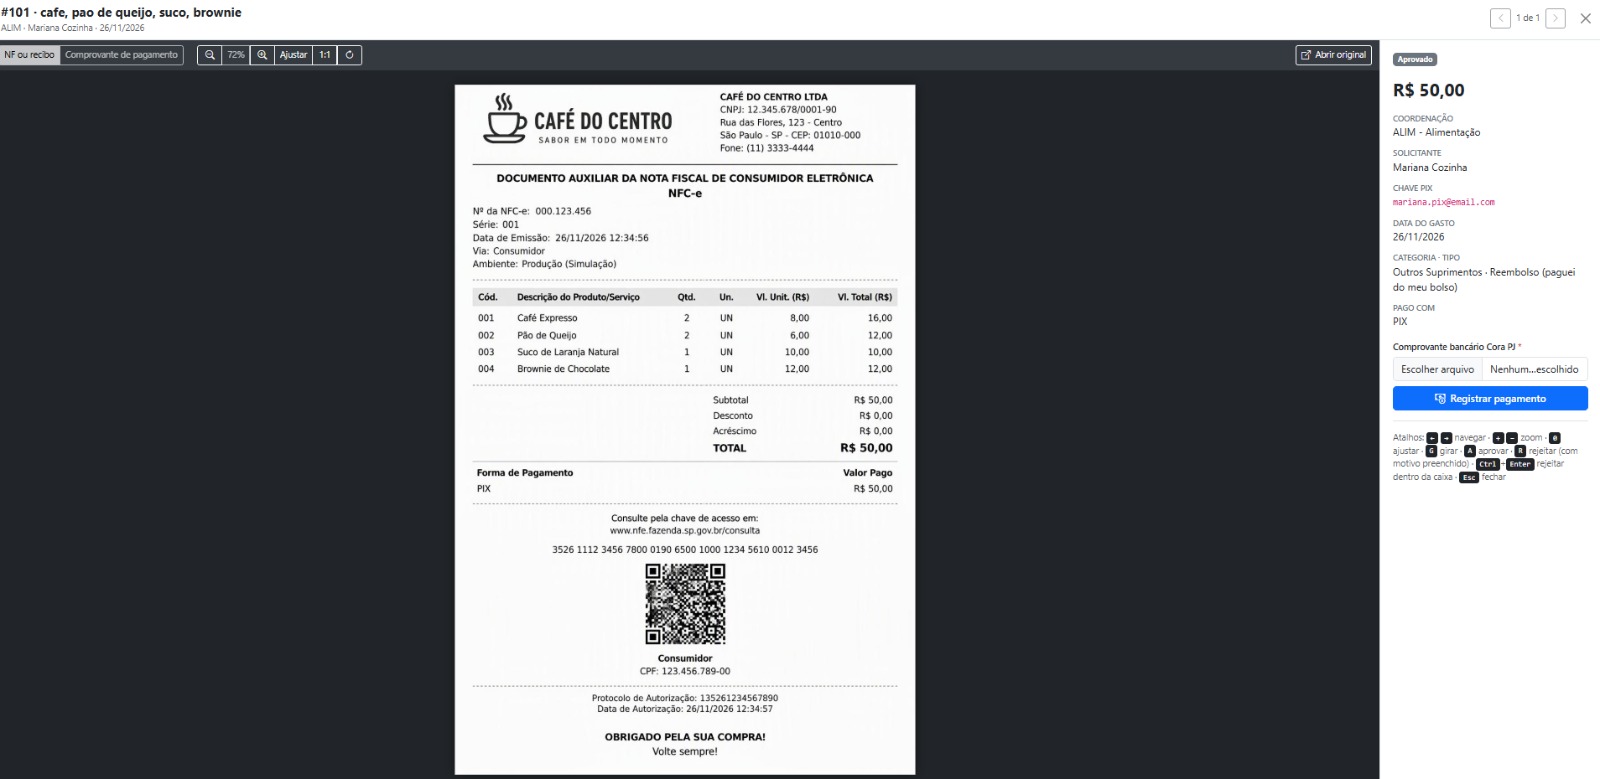 #101 · cafe, pao de queijo, suco, brownie
ALIM · Mariana Cozinha · 26/11/2026
1 de 1
NF ou recibo
Comprovante de pagamento
72%
Ajustar
1:1
Abrir original
CAFÉ DO CENTRO
SABOR EM TODO MOMENTO
CAFÉ DO CENTRO LTDA
CNPJ: 12.345.678/0001-90
Rua das Flores, 123 - Centro
São Paulo - SP - CEP: 01010-000
Fone: (11) 3333-4444
DOCUMENTO AUXILIAR DA NOTA FISCAL DE CONSUMIDOR ELETRÔNICA
NFC-e
Nº da NFC-e: 000.123.456
Série: 001
Data de Emissão: 26/11/2026 12:34:56
Via: Consumidor
Ambiente: Produção (Simulação)
Cód. Descrição do Produto/Serviço Qtd. Un. Vl. Unit. (R$) Vl. Total (R$)
001 Café Expresso 2 UN 8,00 16,00
002 Pão de Queijo 2 UN 6,00 12,00
003 Suco de Laranja Natural 1 UN 10,00 10,00
004 Brownie de Chocolate 1 UN 12,00 12,00
Subtotal R$ 50,00
Desconto R$ 0,00
Acréscimo R$ 0,00
TOTAL R$ 50,00
Forma de Pagamento Valor Pago
PIX R$ 50,00
Consulte pela chave de acesso em:
www.nfe.fazenda.sp.gov.br/consulta
3526 1112 3456 7800 0190 6500 1000 1234 5610 0012 3456
Consumidor
CPF: 123.456.789-00
Protocolo de Autorização: 135261234567890
Data de Autorização: 26/11/2026 12:34:57
OBRIGADO PELA SUA COMPRA!
Volte sempre!
Aprovado
R$ 50,00
COORDENAÇÃO
ALIM - Alimentação
SOLICITANTE
Mariana Cozinha
CHAVE PIX
mariana.pix@email.com
DATA DO GASTO
26/11/2026
CATEGORIA · TIPO
Outros Suprimentos · Reembolso (paguei
do meu bolso)
PAGO COM
PIX
Comprovante bancário Cora PJ *
Escolher arquivo Nenhum...escolhido
Registrar pagamento
Atalhos: ← → navegar · + − zoom · 0
ajustar · G girar · A aprovar · R rejeitar (com
motivo preenchido) · Ctrl+Enter rejeitar
dentro da caixa · Esc fechar